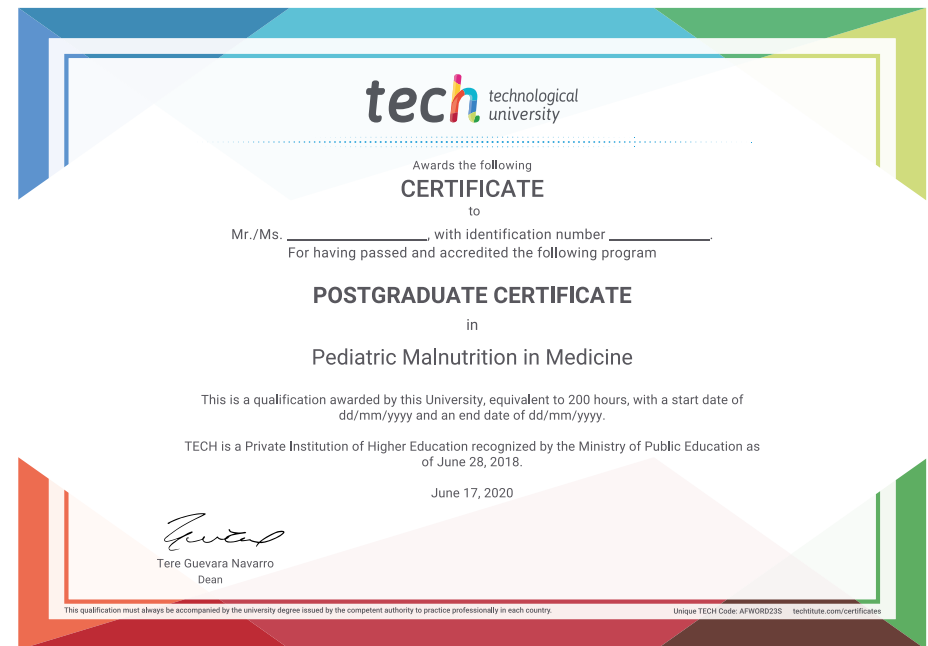 tech technological
university
Awards the following
CERTIFICATE
to
Mr./Ms. ____________________, with identification number ______________.
For having passed and accredited the following program
POSTGRADUATE CERTIFICATE
in
Pediatric Malnutrition in Medicine
This is a qualification awarded by this University, equivalent to 200 hours, with a start date of
dd/mm/yyyy and an end date of dd/mm/yyyy.
TECH is a Private Institution of Higher Education recognized by the Ministry of Public Education as
of June 28, 2018.
June 17, 2020
Tere Guevara Navarro
Dean
This qualification must always be accompanied by the university degree issued by the competent authority to practice professionally in each country.
Unique TECH Code: AFWORD23S techtitute.com/certificates